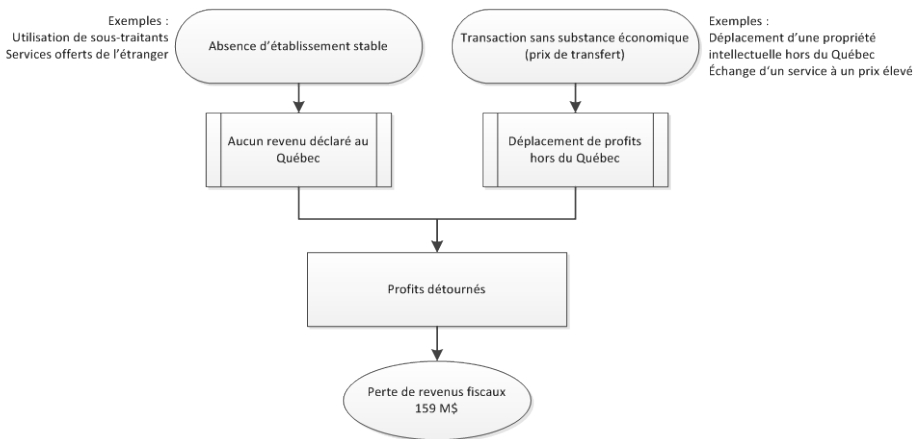 Exemples :
Utilisation de sous-traitants
Services offerts de l'étranger
Absence d'établissement stable
Transaction sans substance économique
(prix de transfert)
Exemples :
Déplacement d'une propriété
intellectuelle hors du Québec
Échange d'un service à un prix élevé
Aucun revenu déclaré au
Québec
Déplacement de profits
hors du Québec
Profits détournés
Perte de revenus fiscaux
159 M$